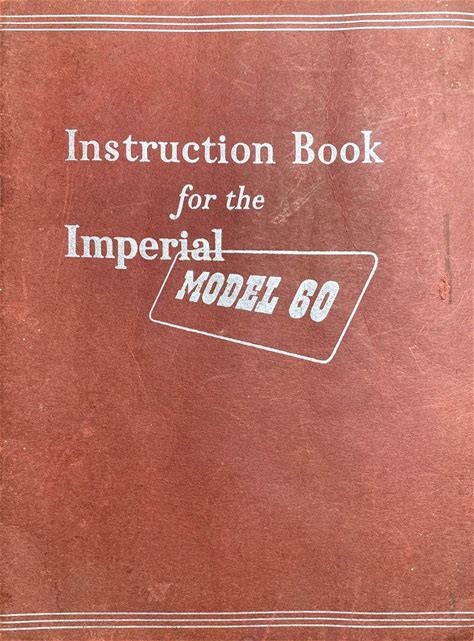 Instruction Book
for the
Imperial
MODEL 60